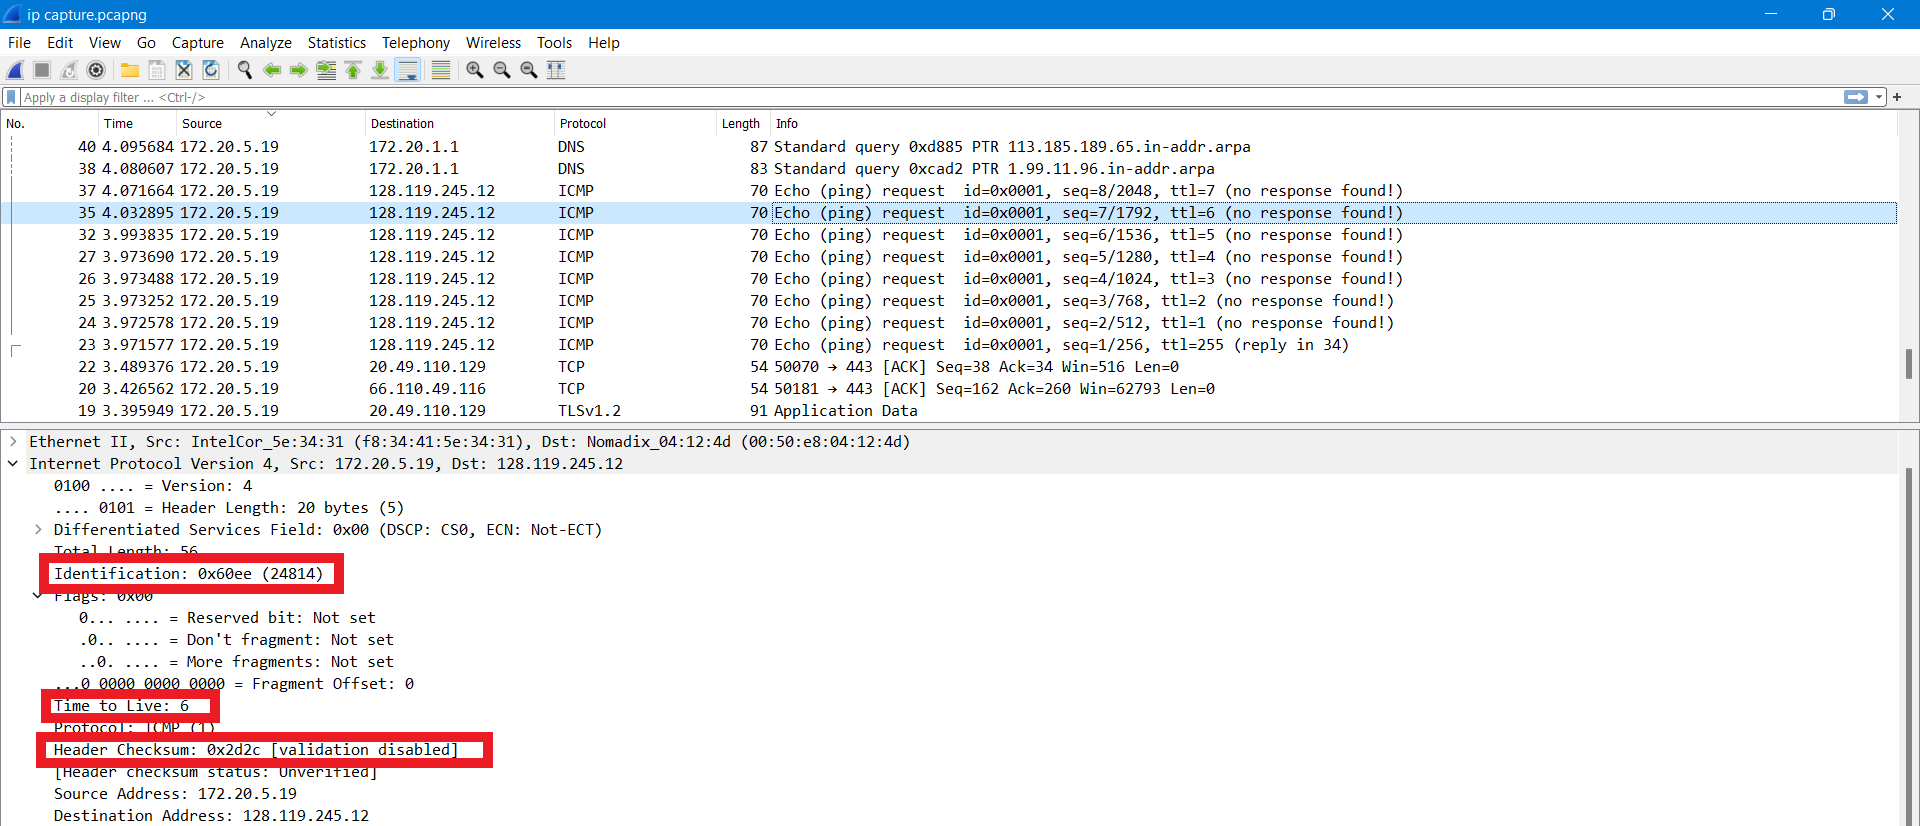 ip capture.pcapng
File Edit View Go Capture Analyze Statistics Telephony Wireless Tools Help
Apply a display filter ... <Ctrl-/>
No. Time Source Destination Protocol Length Info
40 4.095684 172.20.5.19 172.20.1.1 DNS 87 Standard query 0xd885 PTR 113.185.189.65.in-addr.arpa
38 4.080607 172.20.5.19 172.20.1.1 DNS 83 Standard query 0xcad2 PTR 1.99.11.96.in-addr.arpa
37 4.071664 172.20.5.19 128.119.245.12 ICMP 70 Echo (ping) request id=0x0001, seq=8/2048, ttl=7 (no response found!)
35 4.032895 172.20.5.19 128.119.245.12 ICMP 70 Echo (ping) request id=0x0001, seq=7/1792, ttl=6 (no response found!)
32 3.993835 172.20.5.19 128.119.245.12 ICMP 70 Echo (ping) request id=0x0001, seq=6/1536, ttl=5 (no response found!)
27 3.973690 172.20.5.19 128.119.245.12 ICMP 70 Echo (ping) request id=0x0001, seq=5/1280, ttl=4 (no response found!)
26 3.973488 172.20.5.19 128.119.245.12 ICMP 70 Echo (ping) request id=0x0001, seq=4/1024, ttl=3 (no response found!)
25 3.973252 172.20.5.19 128.119.245.12 ICMP 70 Echo (ping) request id=0x0001, seq=3/768, ttl=2 (no response found!)
24 3.972578 172.20.5.19 128.119.245.12 ICMP 70 Echo (ping) request id=0x0001, seq=2/512, ttl=1 (no response found!)
23 3.971577 172.20.5.19 128.119.245.12 ICMP 70 Echo (ping) request id=0x0001, seq=1/256, ttl=255 (reply in 34)
22 3.489376 172.20.5.19 20.49.110.129 TCP 54 50070 → 443 [ACK] Seq=38 Ack=34 Win=516 Len=0
20 3.426562 172.20.5.19 66.110.49.116 TCP 54 50181 → 443 [ACK] Seq=162 Ack=260 Win=62793 Len=0
19 3.395949 172.20.5.19 20.49.110.129 TLSv1.2 91 Application Data
Ethernet II, Src: IntelCor_5e:34:31 (f8:34:41:5e:34:31), Dst: Nomadix_04:12:4d (00:50:e8:04:12:4d)
Internet Protocol Version 4, Src: 172.20.5.19, Dst: 128.119.245.12
0100 .... = Version: 4
.... 0101 = Header Length: 20 bytes (5)
Differentiated Services Field: 0x00 (DSCP: CS0, ECN: Not-ECT)
Total Length: 56
Identification: 0x60ee (24814)
Flags: 0x00
0... .... = Reserved bit: Not set
.0.. .... = Don't fragment: Not set
..0. .... = More fragments: Not set
...0 0000 0000 0000 = Fragment Offset: 0
Time to Live: 6
Protocol: ICMP (1)
Header Checksum: 0x2d2c [validation disabled]
[Header checksum status: Unverified]
Source Address: 172.20.5.19
Destination Address: 128.119.245.12